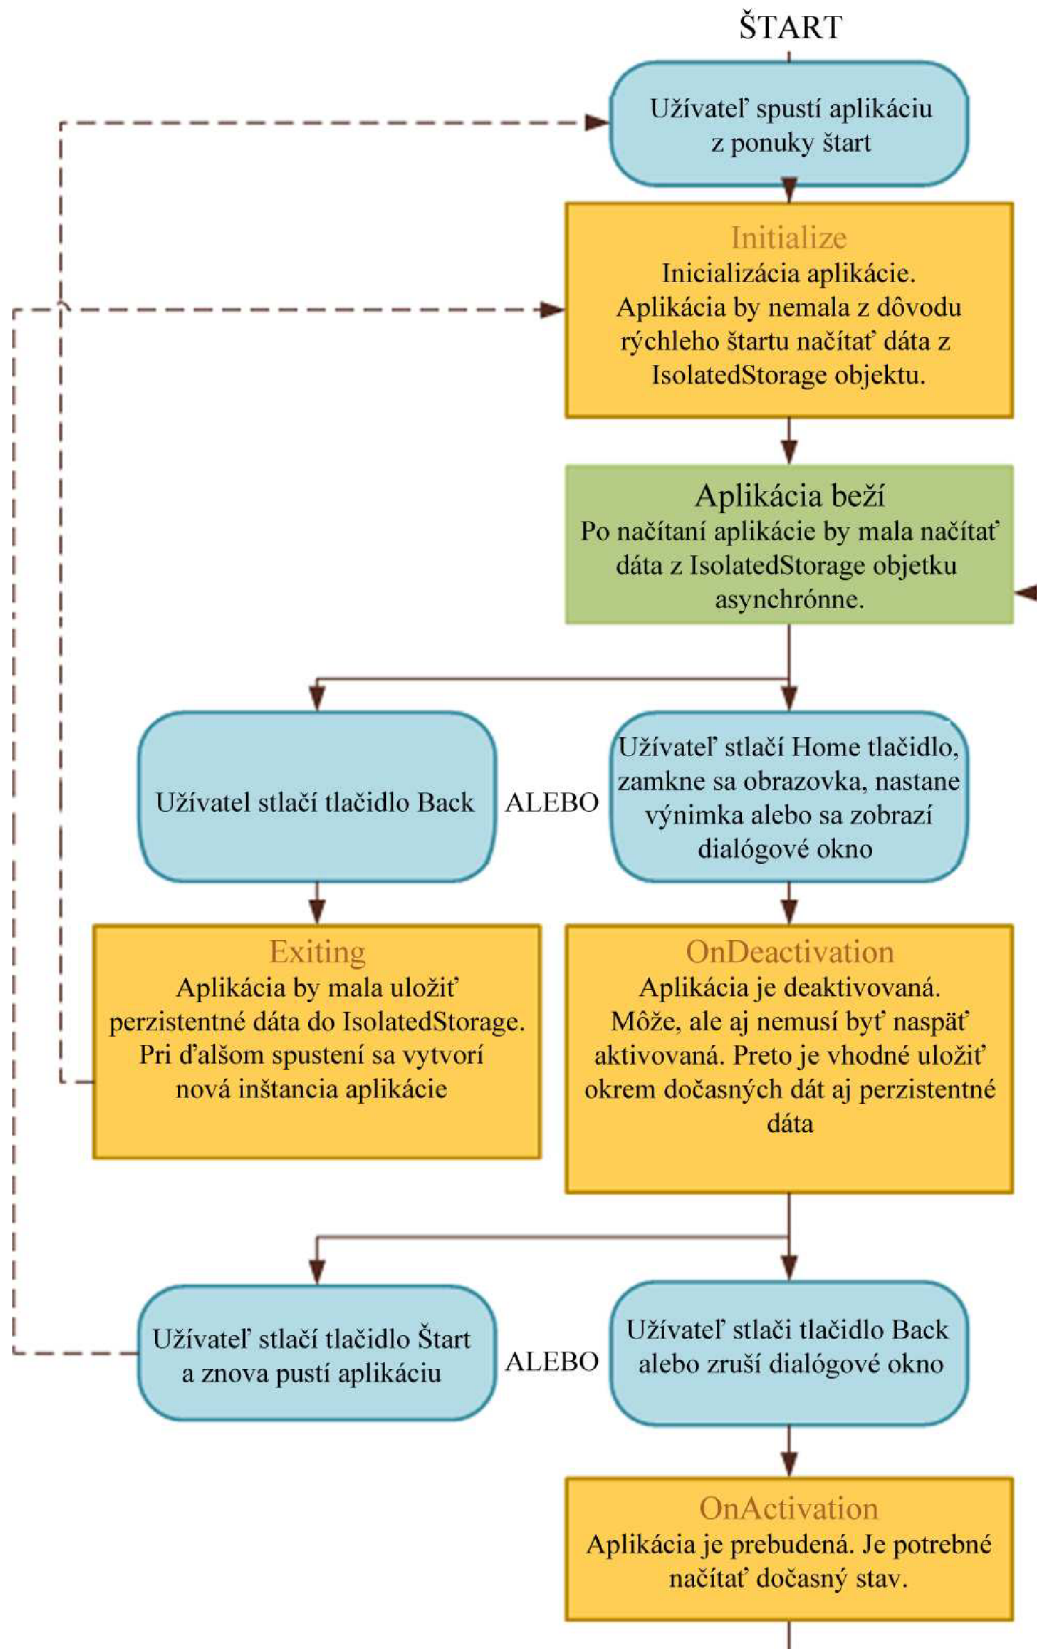 ŠTART
Užívateľ spustí aplikáciu
z ponuky štart
Initialize
Inicializácia aplikácie.
Aplikácia by nemala z dôvodu
rýchleho štartu načítať dáta z
IsolatedStorage objektu.
Aplikácia beží
Po načítaní aplikácie by mala načítať
dáta z IsolatedStorage objetku
asynchrónne.
Užívatel stlačí tlačidlo Back
ALEBO
Užívateľ stlačí Home tlačidlo,
zamkne sa obrazovka, nastane
výnimka alebo sa zobrazí
dialógové okno
Exiting
Aplikácia by mala uložiť
perzistentné dáta do IsolatedStorage.
Pri ďalšom spustení sa vytvorí
nová inštancia aplikácie
OnDeactivation
Aplikácia je deaktivovaná.
Môže, ale aj nemusí byť naspäť
aktivovaná. Preto je vhodné uložiť
okrem dočasných dát aj perzistentné
dáta
Užívateľ stlačí tlačidlo Štart
a znova pustí aplikáciu
ALEBO
Užívateľ stlači tlačidlo Back
alebo zruší dialógové okno
OnActivation
Aplikácia je prebudená. Je potrebné
načítať dočasný stav.